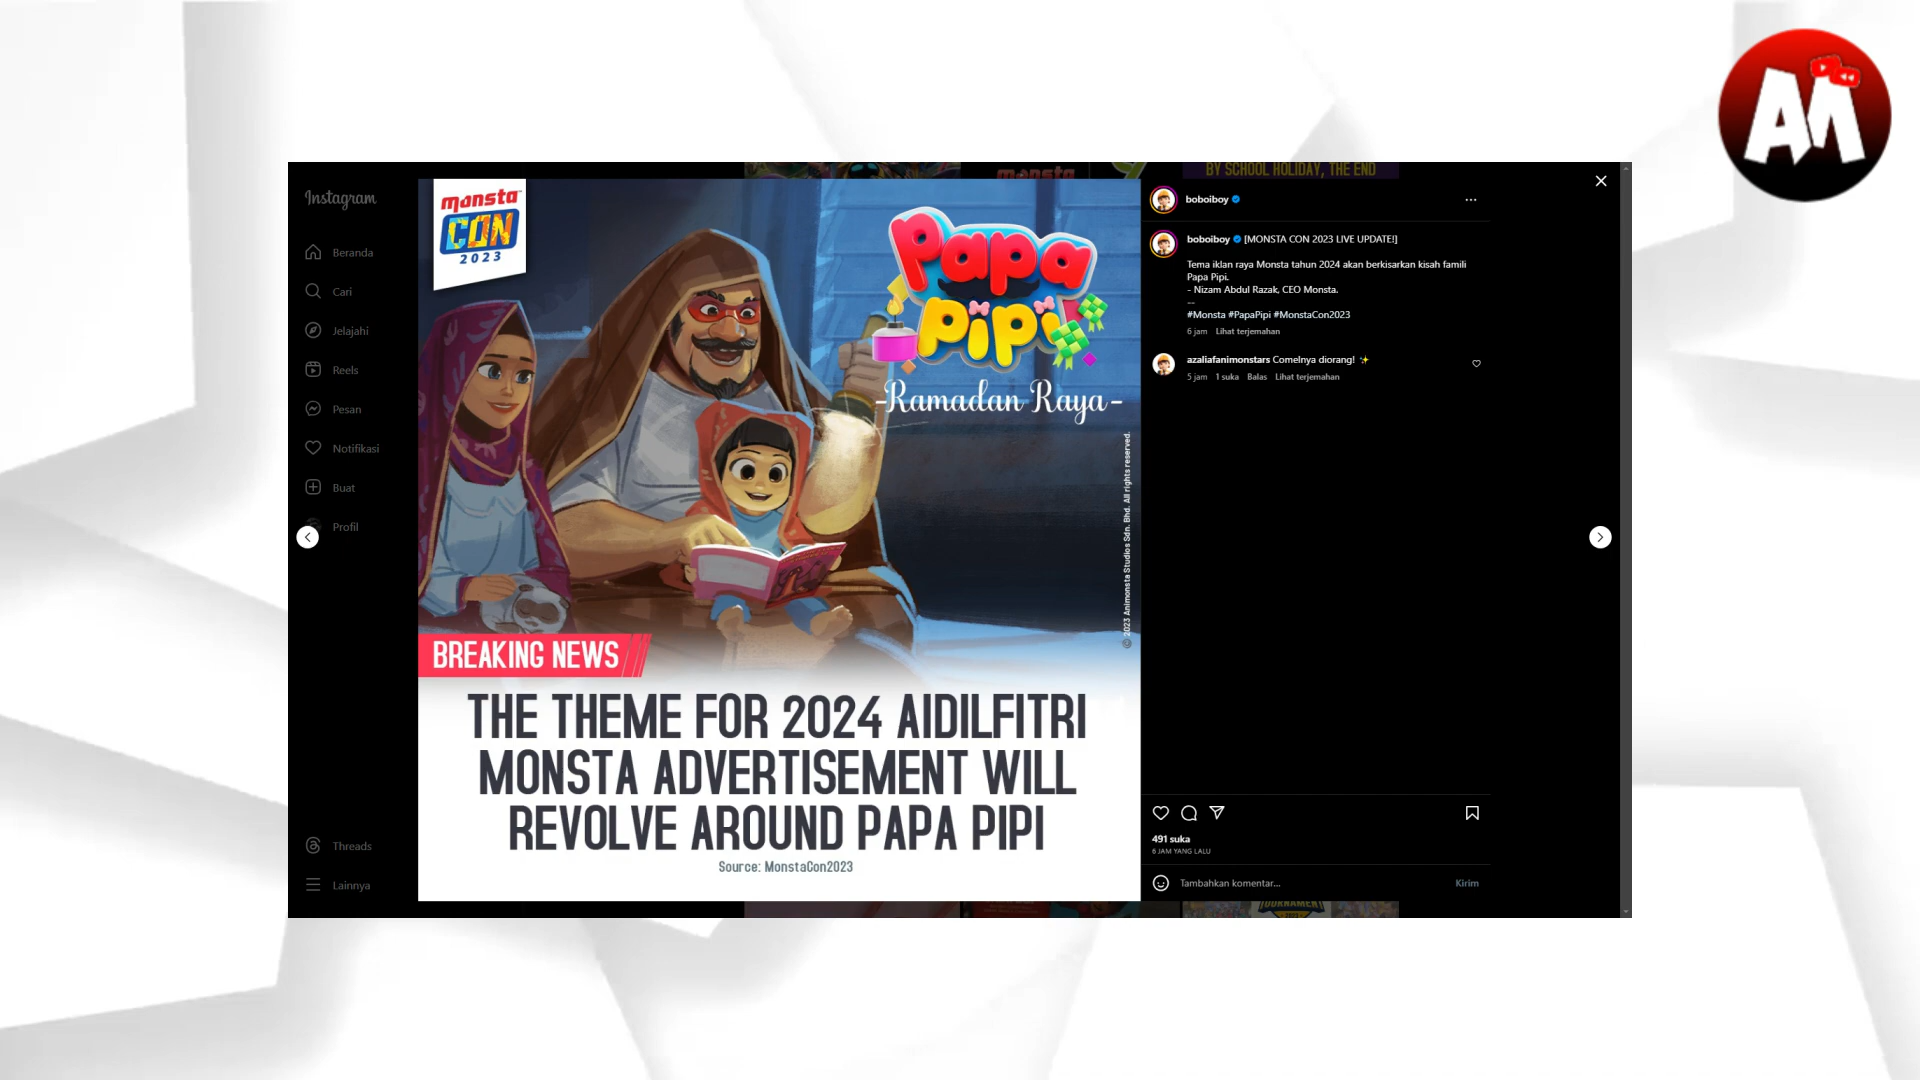 BY SCHOOL HOLIDAY, THE END
monsta
Instagram
Beranda
Cari
Jelajahi
Reels
Pesan
Notifikasi
Buat
Profil
Threads
Lainnya
monsta
CON
2023
Papa
Pipi
-Ramadan Raya-
© 2023 Animonsta Studios Sdn. Bhd. All rights reserved.
BREAKING NEWS
THE THEME FOR 2024 AIDILFITRI
MONSTA ADVERTISEMENT WILL
REVOLVE AROUND PAPA PIPI
Source: MonstaCon2023
boboiboy
boboiboy [MONSTA CON 2023 LIVE UPDATE!]
Tema iklan raya Monsta tahun 2024 akan berkisarkan kisah famili
Papa Pipi.
- Nizam Abdul Razak, CEO Monsta.
--
#Monsta #PapaPipi #MonstaCon2023
6 jam Lihat terjemahan
azaliafanimonstars Comelnya diorang! ✨
5 jam 1 suka Balas Lihat terjemahan
491 suka
6 JAM YANG LALU
Tambahkan komentar...
Kirim
TOURNAMENT
AM